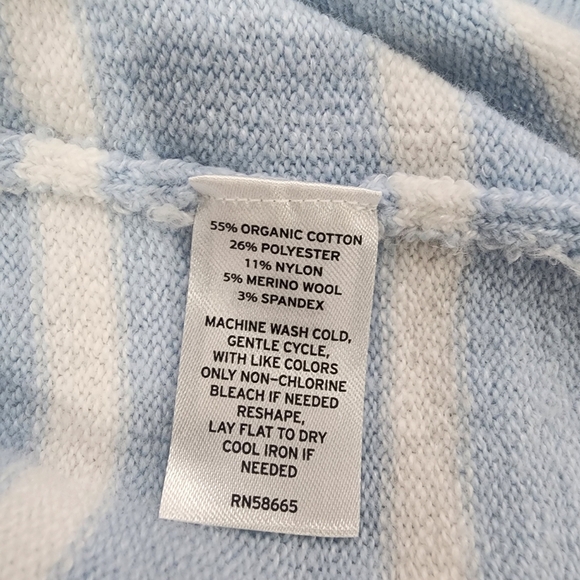 55% ORGANIC COTTON
26% POLYESTER
11% NYLON
5% MERINO WOOL
3% SPANDEX
MACHINE WASH COLD,
GENTLE CYCLE,
WITH LIKE COLORS
ONLY NON-CHLORINE
BLEACH IF NEEDED
RESHAPE,
LAY FLAT TO DRY
COOL IRON IF
NEEDED
RN58665